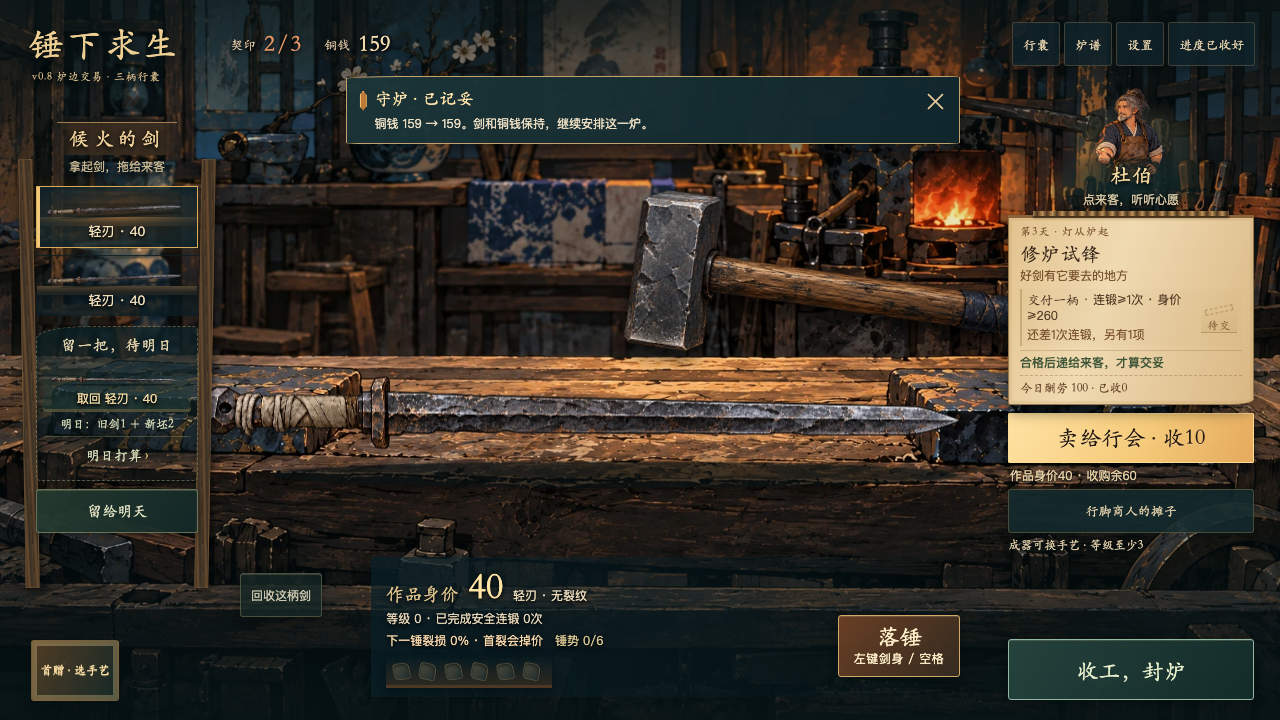 锤下求生
v0.8 炉边交易 · 三柄行囊
契印 2/3 铜钱 159
行囊
炉谱
设置
进度已收好
守炉 · 已记妥
铜钱 159 → 159。剑和铜钱保持，继续安排这一炉。
候火的剑
拿起剑，拖给来客
轻刃 · 40
轻刃 · 40
留一把，待明日
取回 轻刃 · 40
明日：旧剑1 + 新坯2
明日打算 ›
留给明天
杜伯
点来客，听听心愿
第3天 · 灯从炉起
修炉试锋
好剑有它要去的地方
交付一柄 · 连锻≥1次 · 身价
≥260
还差1次连锻，另有1项
待交
合格后递给来客，才算交妥
今日酬劳 100 · 已收0
卖给行会 · 收10
作品身价40 · 收购余60
行脚商人的摊子
成器可换手艺 · 等级至少3
回收这柄剑
作品身价 40 轻刃 · 无裂纹
等级 0 · 已完成安全连锻 0次
下一锤裂损 0% · 首裂会掉价 锤势 0/6
落锤
左键剑身 / 空格
首赠 · 选手艺
收工，封炉